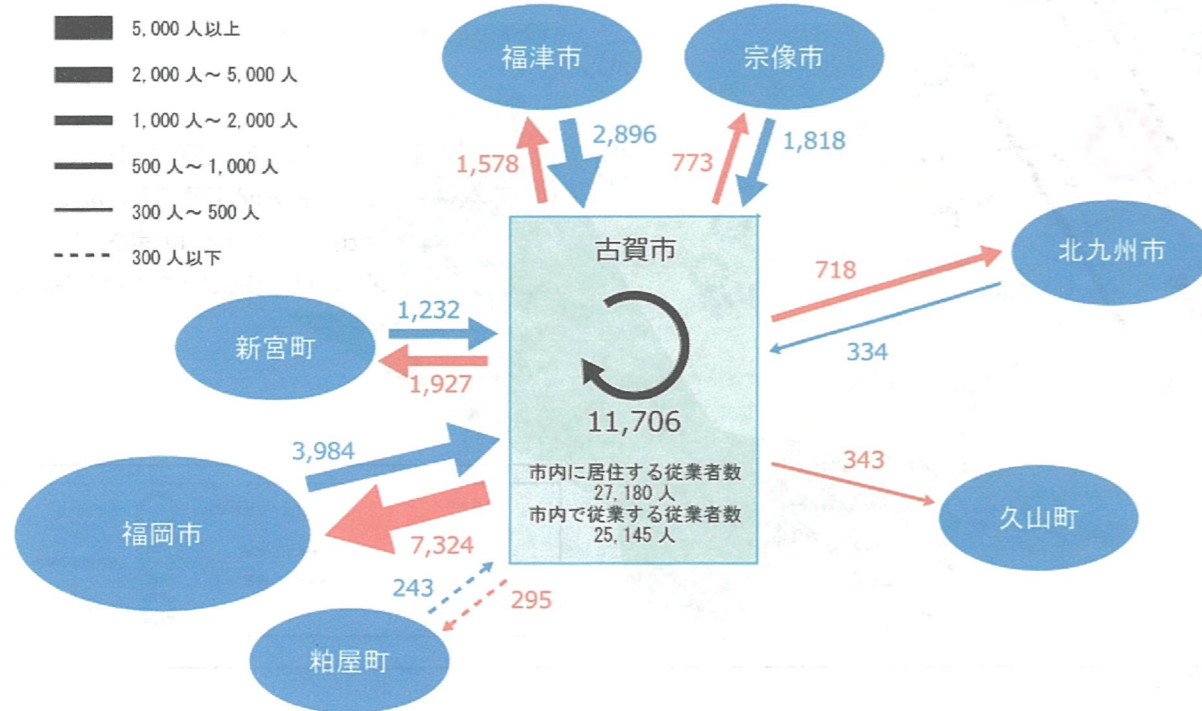 5,000 人以上
2,000 人～5,000 人
1,000 人～2,000 人
500 人～1,000 人
300 人～500 人
300 人以下
福津市
宗像市
1,578
2,896
773
1,818
古賀市
北九州市
718
334
新宮町
1,232
1,927
11,706
3,984
福岡市
7,324
市内に居住する従業者数
27,180 人
市内で従業する従業者数
25,145 人
343
久山町
243
295
粕屋町